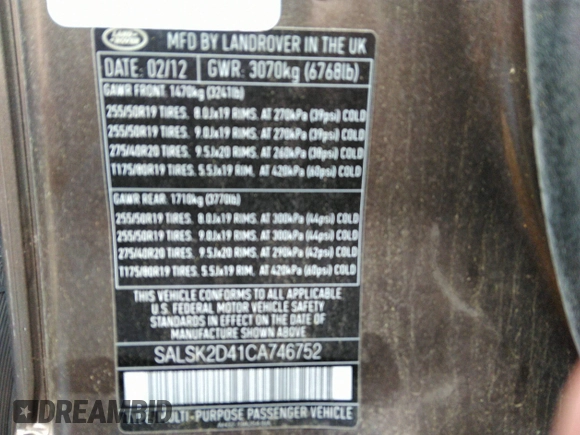 LAND ROVER
MFD BY LANDROVER IN THE UK
DATE: 02/12 GWR: 3070kg (6768lb)
GAWR FRONT: 1470kg (3241lb)
255/50R19 TIRES. 8.0Jx19 RIMS. AT 270kPa (39psi) COLD
255/50R19 TIRES. 9.0Jx19 RIMS. AT 270kPa (39psi) COLD
275/40R20 TIRES. 9.5Jx20 RIMS. AT 260kPa (38psi) COLD
T175/80R19 TIRES. 5.5Jx19 RIM. AT 420kPa (60psi) COLD
GAWR REAR: 1710kg (3770lb)
255/50R19 TIRES. 8.0Jx19 RIMS. AT 300kPa (44psi) COLD
255/50R19 TIRES. 9.0Jx19 RIMS. AT 300kPa (44psi) COLD
275/40R20 TIRES. 9.5Jx20 RIMS. AT 290kPa (42psi) COLD
T175/80R19 TIRES. 5.5Jx19 RIM. AT 420kPa (60psi) COLD
THIS VEHICLE CONFORMS TO ALL APPLICABLE
U.S. FEDERAL MOTOR VEHICLE SAFETY
STANDARDS IN EFFECT ON THE DATE OF
MANUFACTURE SHOWN ABOVE
SALSK2D41CA746752
MULTI-PURPOSE PASSENGER VEHICLE
DREAMBID